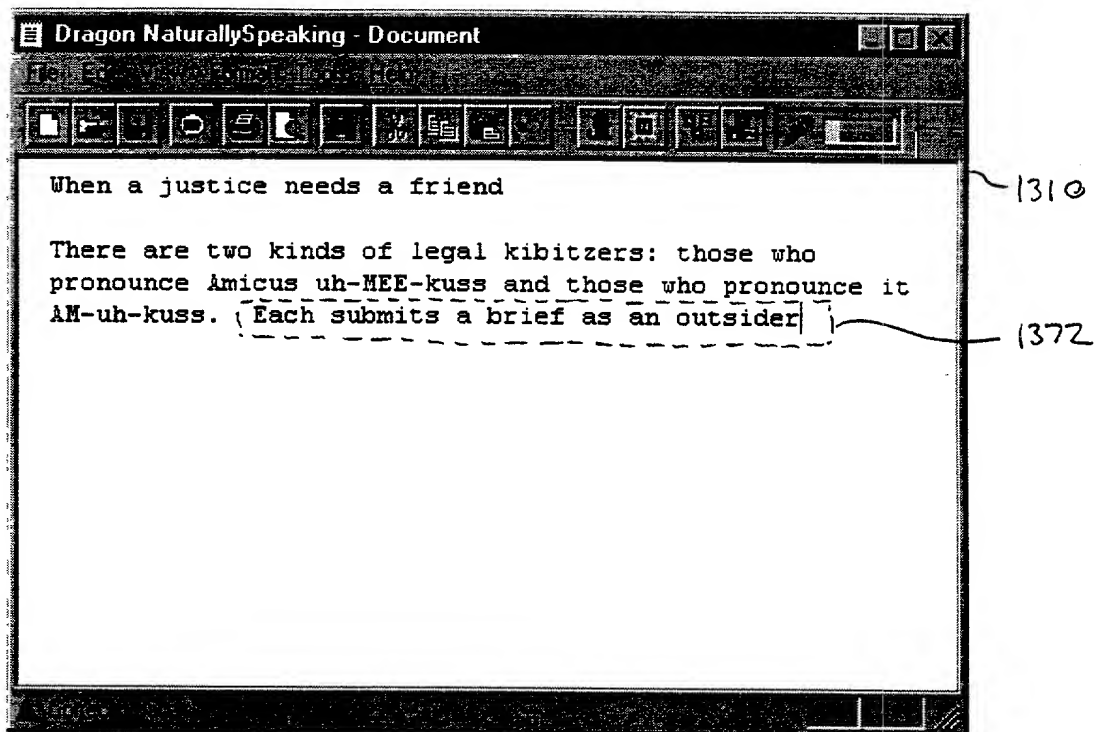 Dragon NaturallySpeaking - Document
When a justice needs a friend
1310
There are two kinds of legal kibitzers: those who
pronounce Amicus uh-MEE-kuss and those who pronounce it
AM-uh-kuss. Each submits a brief as an outsider
1372